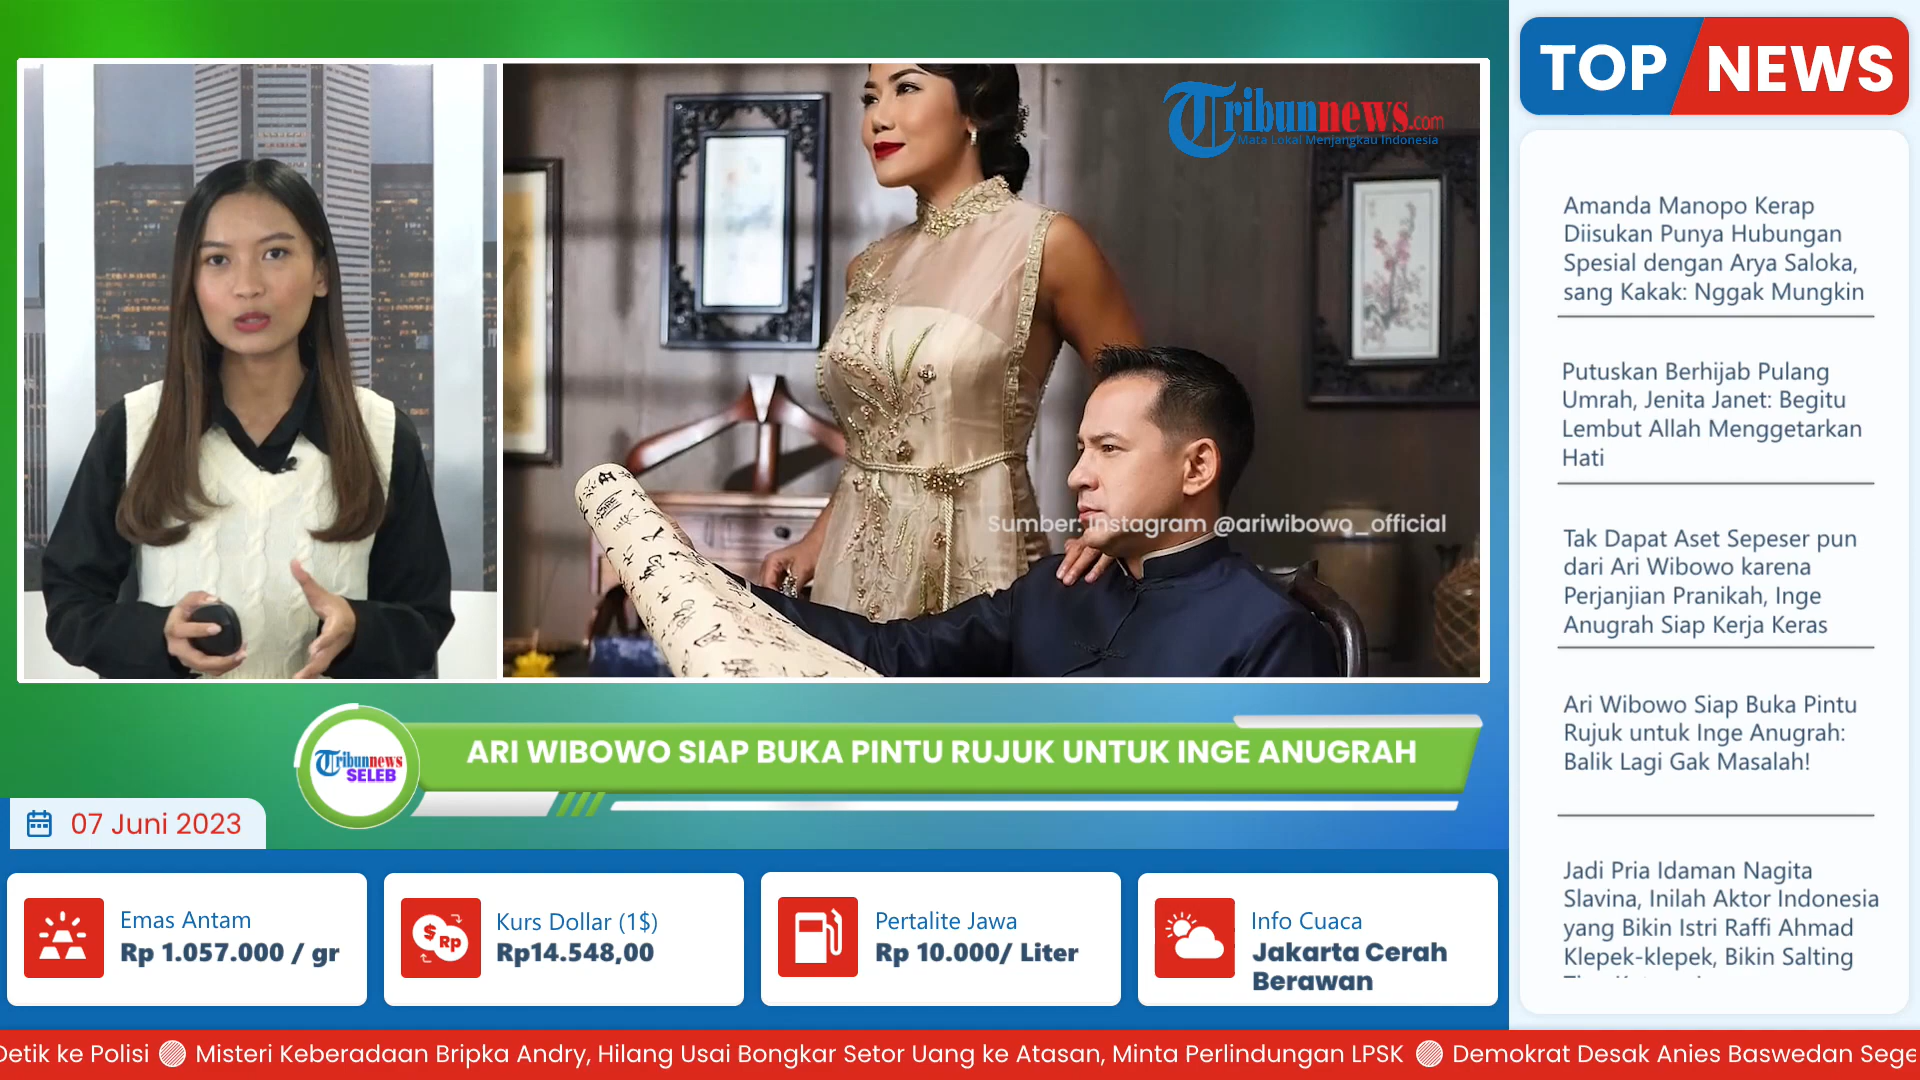 TOP NEWS
Tribunnews.com
Mata Lokal Menjangkau Indonesia
Sumber: Instagram @ariwibowo_official
Tribunnews
SELEB
ARI WIBOWO SIAP BUKA PINTU RUJUK UNTUK INGE ANUGRAH
07 Juni 2023
Emas Antam
Rp 1.057.000 / gr
Kurs Dollar (1$)
Rp14.548,00
Pertalite Jawa
Rp 10.000/ Liter
Info Cuaca
Jakarta Cerah
Berawan
Amanda Manopo Kerap
Diisukan Punya Hubungan
Spesial dengan Arya Saloka,
sang Kakak: Nggak Mungkin
Putuskan Berhijab Pulang
Umrah, Jenita Janet: Begitu
Lembut Allah Menggetarkan
Hati
Tak Dapat Aset Sepeser pun
dari Ari Wibowo karena
Perjanjian Pranikah, Inge
Anugrah Siap Kerja Keras
Ari Wibowo Siap Buka Pintu
Rujuk untuk Inge Anugrah:
Balik Lagi Gak Masalah!
Jadi Pria Idaman Nagita
Slavina, Inilah Aktor Indonesia
yang Bikin Istri Raffi Ahmad
Klepek-klepek, Bikin Salting
Detik ke Polisi Misteri Keberadaan Bripka Andry, Hilang Usai Bongkar Setor Uang ke Atasan, Minta Perlindungan LPSK Demokrat Desak Anies Baswedan Sege